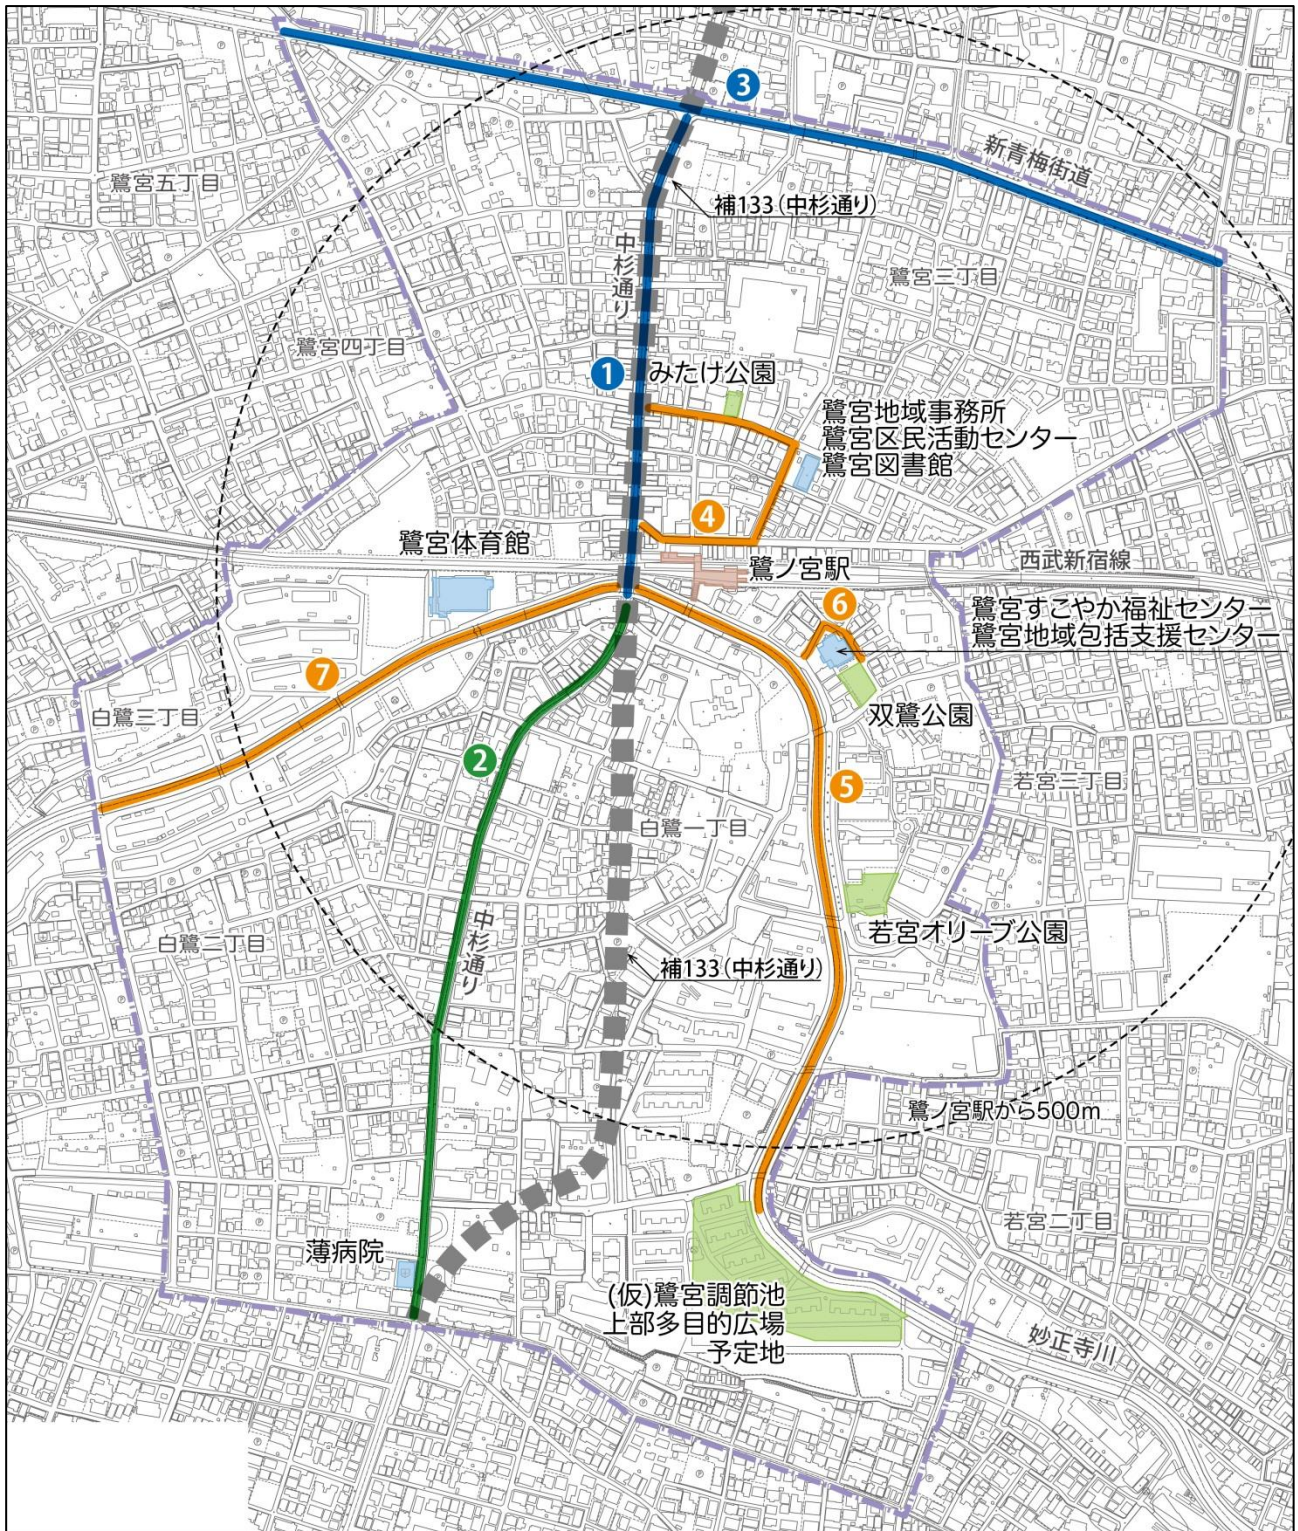 3
新青梅街道
鷺宮五丁目
補133(中杉通り)
中杉通り
鷺宮三丁目
鷺宮四丁目
1
みたけ公園
鷺宮地域事務所
鷺宮区民活動センター
鷺宮図書館
4
鷺宮体育館
鷺ノ宮駅
西武新宿線
6
鷺宮すこやか福祉センター
鷺宮地域包括支援センター
7
白鷺三丁目
双鷺公園
2
5
若宮三丁目
白鷺一丁目
中杉通り
白鷺二丁目
若宮オリーブ公園
補133(中杉通り)
鷺ノ宮駅から500m
若宮二丁目
薄病院
(仮)鷺宮調節池
上部多目的広場
予定地
妙正寺川